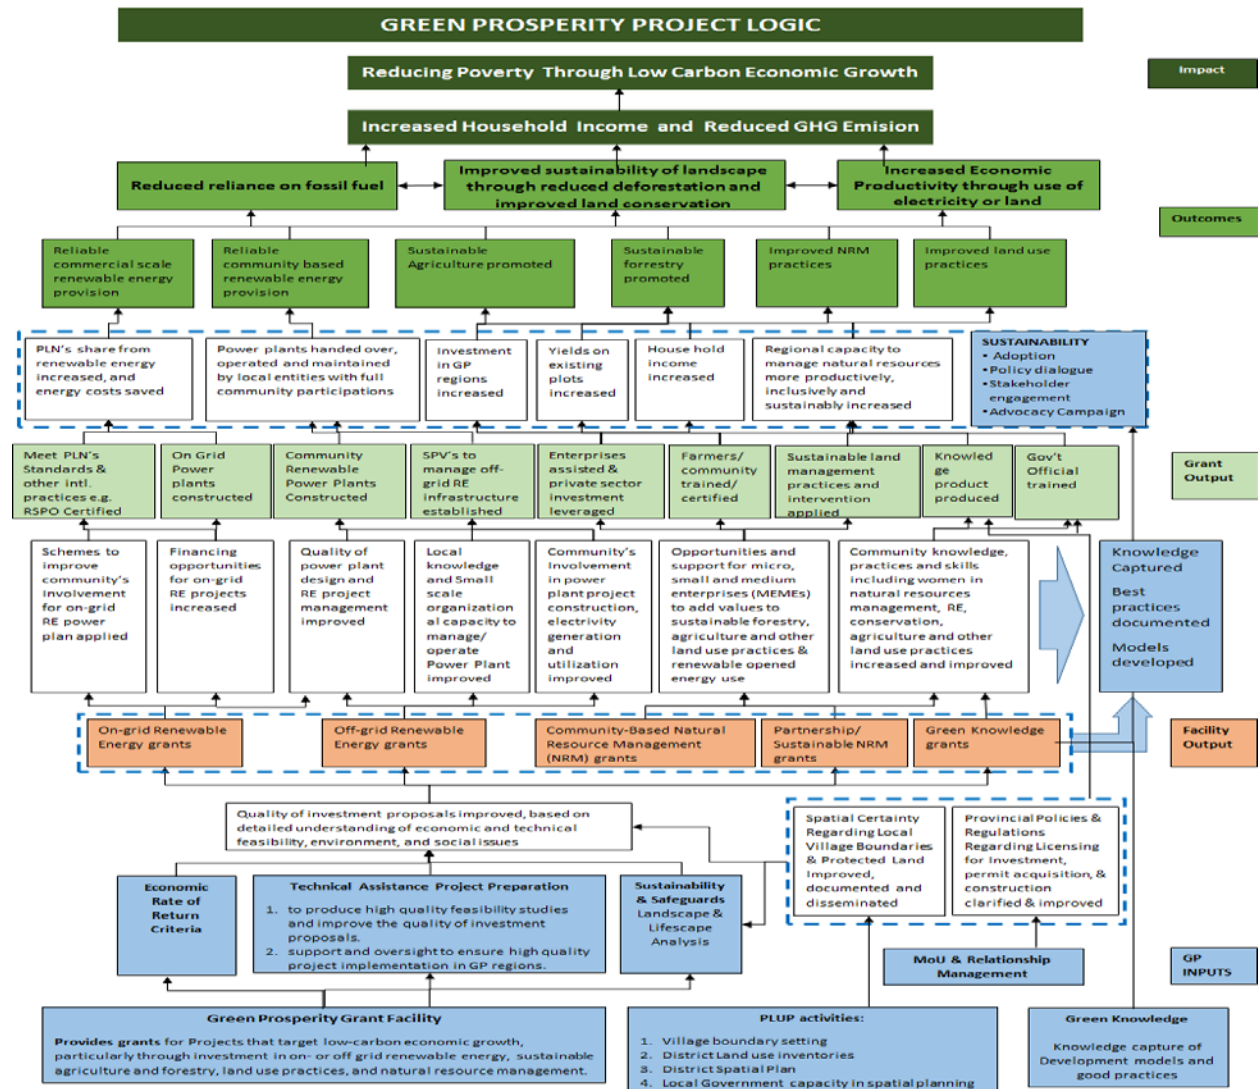 GREEN PROSPERITY PROJECT LOGIC
Reducing Poverty Through Low Carbon Economic Growth
Impact
Increased Household Income and Reduced GHG Emision
Reduced reliance on fossil fuel
Improved sustainability of landscape
through reduced deforestation and
improved land conservation
Increased Economic
Productivity through use of
electricity or land
Outcomes
Reliable
commercial scale
renewable energy
provision
Reliable
community based
renewable energy
provision
Sustainable
Agriculture promoted
Sustainable
forrestry
promoted
Improved NRM
practices
Improved land use
practices
PLN's share from
renewable energy
increased, and
energy costs saved
Power plants handed over,
operated and maintained
by local entities with full
community participations
Investment
in GP
regions
increased
Yields on
existing
plots
increased
House hold
income
increased
Regional capacity to
manage natural resources
more productively,
inclusively and
sustainably increased
SUSTAINABILITY
▪ Adoption
▪ Policy dialogue
▪ Stakeholder
engagement
▪ Advocacy Campaign
Meet PLN's
Standards &
other intl.
practices e.g.
RSPO Certified
On Grid
Power
plants
constructed
Community
Renewable
Power Plants
Constructed
SPV's to
manage off-
grid RE
infrastructure
established
Enterprises
assisted &
private sector
investment
leveraged
Farmers/
community
trained/
certified
Sustainable land
management
practices and
intervention
applied
Knowled
ge
product
produced
Gov't
Official
trained
Grant
Output
Schemes to
improve
community's
Involvement
for on-grid
RE power
plan applied
Financing
opportunities
for on-grid
RE projects
increased
Quality of
power plant
design and
RE project
management
improved
Local
knowledge
and Small
scale
organization
al capacity to
manage/
operate
Power Plant
improved
Community's
Involvement
in power
plant project
construction,
electrivity
generation
and
utilization
improved
Opportunities and
support for micro,
small and medium
enterprises (MEMEs)
to add values to
sustainable forestry,
agriculture and other
land use practices &
renewable opened
energy use
Community knowledge,
practices and skills
including women in
natural resources
management, RE,
conservation,
agriculture and other
land use practices
increased and improved
Knowledge
Captured
Best
practices
documented
Models
developed
On-grid Renewable
Energy grants
Off-grid Renewable
Energy grants
Community-Based Natural
Resource Management
(NRM) grants
Partnership/
Sustainable NRM
grants
Green Knowledge
grants
Facility
Output
Quality of investment proposals improved, based on
detailed understanding of economic and technical
feasibility, environment, and social issues
Spatial Certainty
Regarding Local
Village Boundaries
& Protected Land
Improved,
documented and
disseminated
Provincial Policies &
Regulations
Regarding Licensing
for Investment,
permit acquisition, &
construction
clarified & improved
Economic
Rate of
Return
Criteria
Technical Assistance Project Preparation
1. to produce high quality feasibility studies
and improve the quality of investment
proposals.
2. support and oversight to ensure high quality
project implementation in GP regions.
Sustainability
& Safeguards
Landscape &
Lifescape
Analysis
MoU & Relationship
Management
GP
INPUTS
Green Prosperity Grant Facility
Provides grants for Projects that target low-carbon economic growth,
particularly through investment in on- or off grid renewable energy, sustainable
agriculture and forestry, land use practices, and natural resource management.
PLUP activities:
1. Village boundary setting
2. District Land use inventories
3. District Spatial Plan
4. Local Government capacity in spatial planning
Green Knowledge
Knowledge capture of
Development models and
good practices